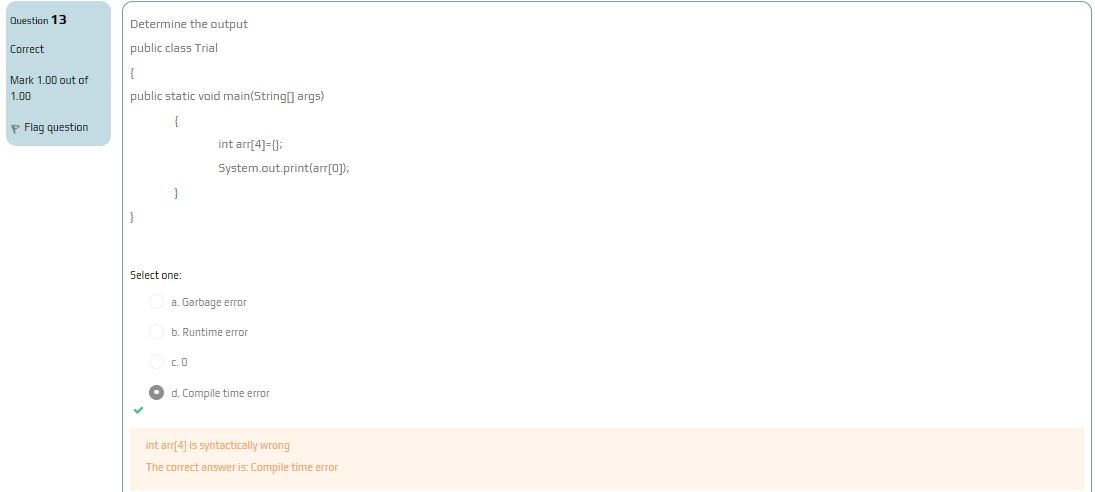 Question 13
Correct
Mark 1.00 out of
1.00
Flag question
Determine the output
public class Trial
{
public static void main(String[] args)
{
int arr[4]={};
System.out.print(arr[0]);
}
}
Select one:
a. Garbage error
b. Runtime error
c. 0
d. Compile time error
int arr[4] is syntactically wrong
The correct answer is: Compile time error